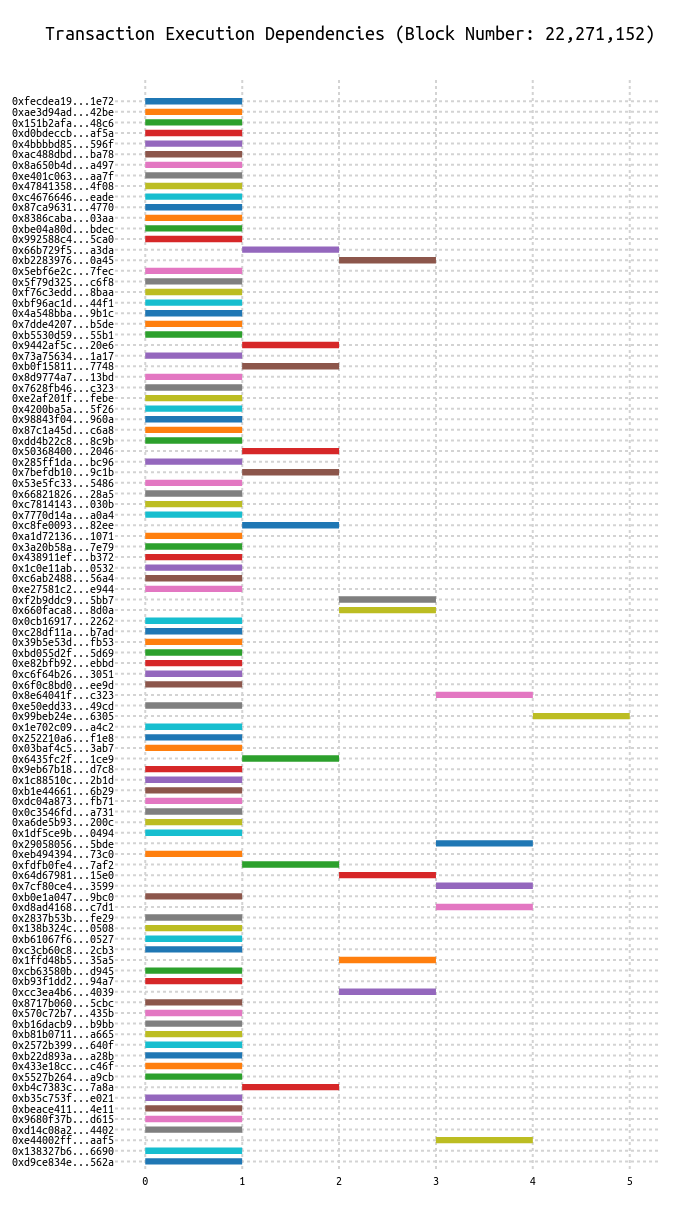 Transaction Execution Dependencies (Block Number: 22,271,152)
0xfecdea19...1e72
0xae3d94ad...42be
0x151b2afa...48c6
0xd0bdeccb...af5a
0x4bbbbd85...596f
0xac488dbd...ba78
0x8a650b4d...a497
0xe401c063...aa7f
0x47841358...4f08
0xc4676646...eade
0x87ca9631...4770
0x8386caba...03aa
0xbe04a80d...bdec
0x992588c4...5ca0
0x66b729f5...a3da
0xb2283976...0a45
0x5ebf6e2c...7fec
0x5f79d325...c6f8
0xf76c3edd...8baa
0xbf96ac1d...44f1
0x4a548bba...9b1c
0x7dde4207...b5de
0xb5530d59...55b1
0x9442af5c...20e6
0x73a75634...1a17
0xb0f15811...7748
0x8d9774a7...13bd
0x7628fb46...c323
0xe2af201f...febe
0x4200ba5a...5f26
0x98843f04...960a
0x87c1a45d...c6a8
0xdd4b22c8...8c9b
0x50368400...2046
0x285ff1da...bc96
0x7befdb10...9c1b
0x53e5fc33...5486
0x66821826...28a5
0xc7814143...030b
0x7770d14a...a0a4
0xc8fe0093...82ee
0xa1d72136...1071
0x3a20b58a...7e79
0x438911ef...b372
0x1c0e11ab...0532
0xc6ab2488...56a4
0xe27581c2...e944
0xf2b9ddc9...5bb7
0x660faca8...8d0a
0x0cb16917...2262
0xc28df11a...b7ad
0x39b5e53d...fb53
0xbd055d2f...5d69
0xe82bfb92...ebbd
0xc6f64b26...3051
0x6f0c8bd0...ee9d
0x8e64041f...c323
0xe50edd33...49cd
0x99beb24e...6305
0x1e702c09...a4c2
0x252210a6...f1e8
0x03baf4c5...3ab7
0x6435fc2f...1ce9
0x9eb67b18...d7c8
0x1c88510c...2b1d
0xb1e44661...6b29
0xdc04a873...fb71
0x0c3546fd...a731
0xa6de5b93...200c
0x1df5ce9b...0494
0x29058056...5bde
0xeb494394...73c0
0xfdfb0fe4...7af2
0x64d67981...15e0
0x7cf80ce4...3599
0xb0e1a047...9bc0
0xd8ad4168...c7d1
0x2837b53b...fe29
0x138b324c...0508
0xb61067f6...0527
0xc3cb60c8...2cb3
0x1ffd48b5...35a5
0xcb63580b...d945
0xb93f1dd2...94a7
0xcc3ea4b6...4039
0x8717b060...5cbc
0x570c72b7...435b
0xb16dacb9...b9bb
0xb81b0711...a665
0x2572b399...640f
0xb22d893a...a28b
0x433e18cc...c46f
0x5527b264...a9cb
0xb4c7383c...7a8a
0xb35c753f...e021
0xbeace411...4e11
0x9680f37b...d615
0xd14c08a2...4402
0xe44002ff...aaf5
0x138327b6...6690
0xd9ce834e...562a
0 1 2 3 4 5